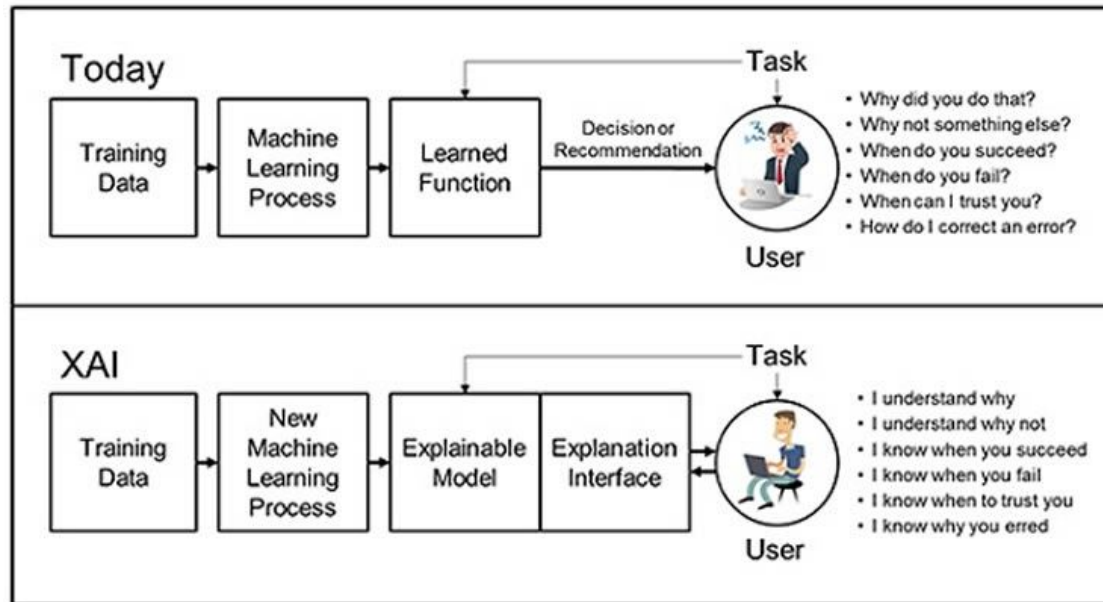 Today
Training
Data
Machine
Learning
Process
Learned
Function
Decision or
Recommendation
Task
User
• Why did you do that?
• Why not something else?
• When do you succeed?
• When do you fail?
• When can I trust you?
• How do I correct an error?
XAI
Training
Data
New
Machine
Learning
Process
Explainable
Model
Explanation
Interface
Task
User
• I understand why
• I understand why not
• I know when you succeed
• I know when you fail
• I know when to trust you
• I know why you erred